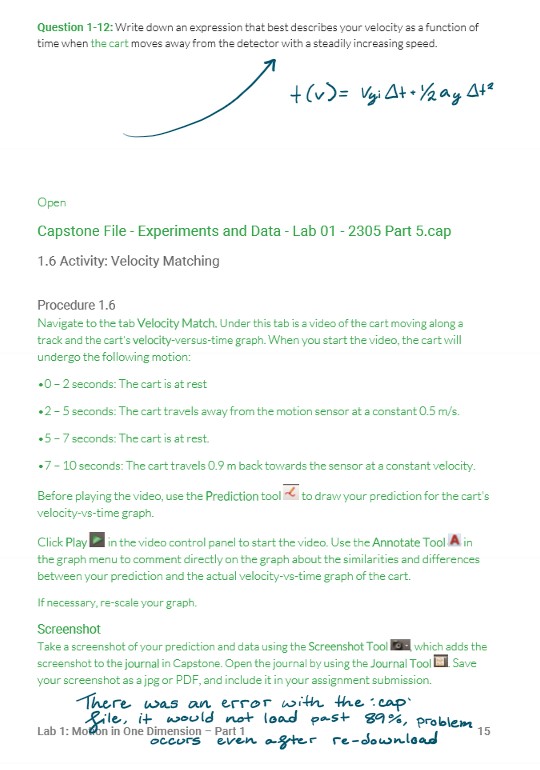 Question 1-12: Write down an expression that best describes your velocity as a function of
time when the cart moves away from the detector with a steadily increasing speed.
t(v) = Vyi Δt + ½ ay Δt²
Open
Capstone File - Experiments and Data - Lab 01 - 2305 Part 5.cap
1.6 Activity: Velocity Matching
Procedure 1.6
Navigate to the tab Velocity Match. Under this tab is a video of the cart moving along a
track and the cart's velocity-versus-time graph. When you start the video, the cart will
undergo the following motion:
•0 – 2 seconds: The cart is at rest
•2 – 5 seconds: The cart travels away from the motion sensor at a constant 0.5 m/s.
•5 – 7 seconds: The cart is at rest.
•7 – 10 seconds: The cart travels 0.9 m back towards the sensor at a constant velocity.
Before playing the video, use the Prediction tool to draw your prediction for the cart's
velocity-vs-time graph.
Click Play in the video control panel to start the video. Use the Annotate Tool A in
the graph menu to comment directly on the graph about the similarities and differences
between your prediction and the actual velocity-vs-time graph of the cart.
If necessary, re-scale your graph.
Screenshot
Take a screenshot of your prediction and data using the Screenshot Tool which adds the
screenshot to the journal in Capstone. Open the journal by using the Journal Tool . Save
your screenshot as a jpg or PDF, and include it in your assignment submission.
There was an error with the .cap
file, it would not load past 89%, problem
Lab 1: Motion in One Dimension – Part 1 15
occurs even after re-download